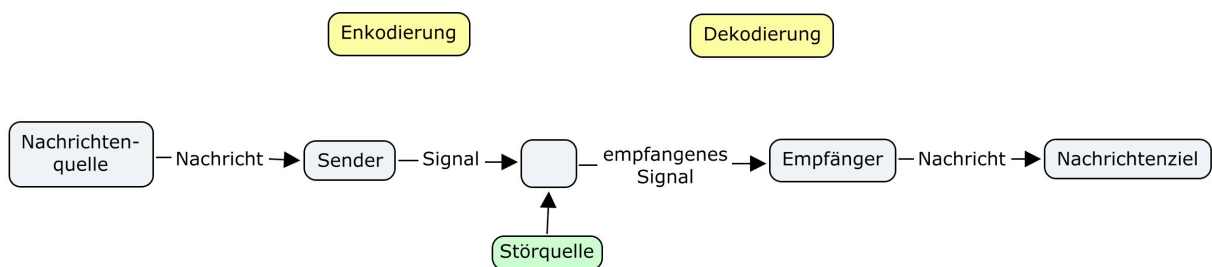 Enkodierung
Dekodierung
Nachrichten-
quelle
Nachricht
Sender
Signal
empfangenes
Signal
Empfänger
Nachricht
Nachrichtenziel
Störquelle